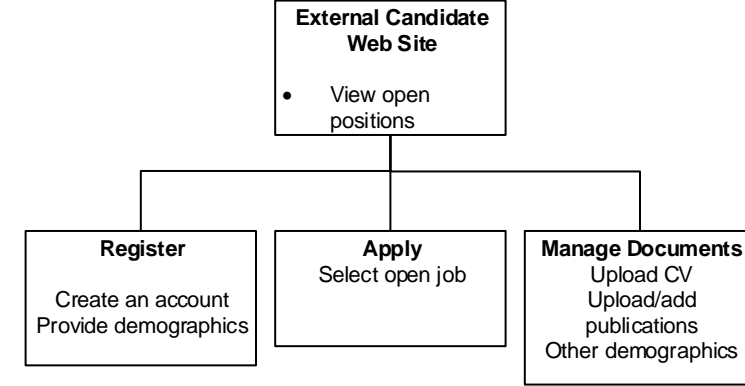 External Candidate
Web Site
• View open
positions
Register
Create an account
Provide demographics
Apply
Select open job
Manage Documents
Upload CV
Upload/add
publications
Other demographics